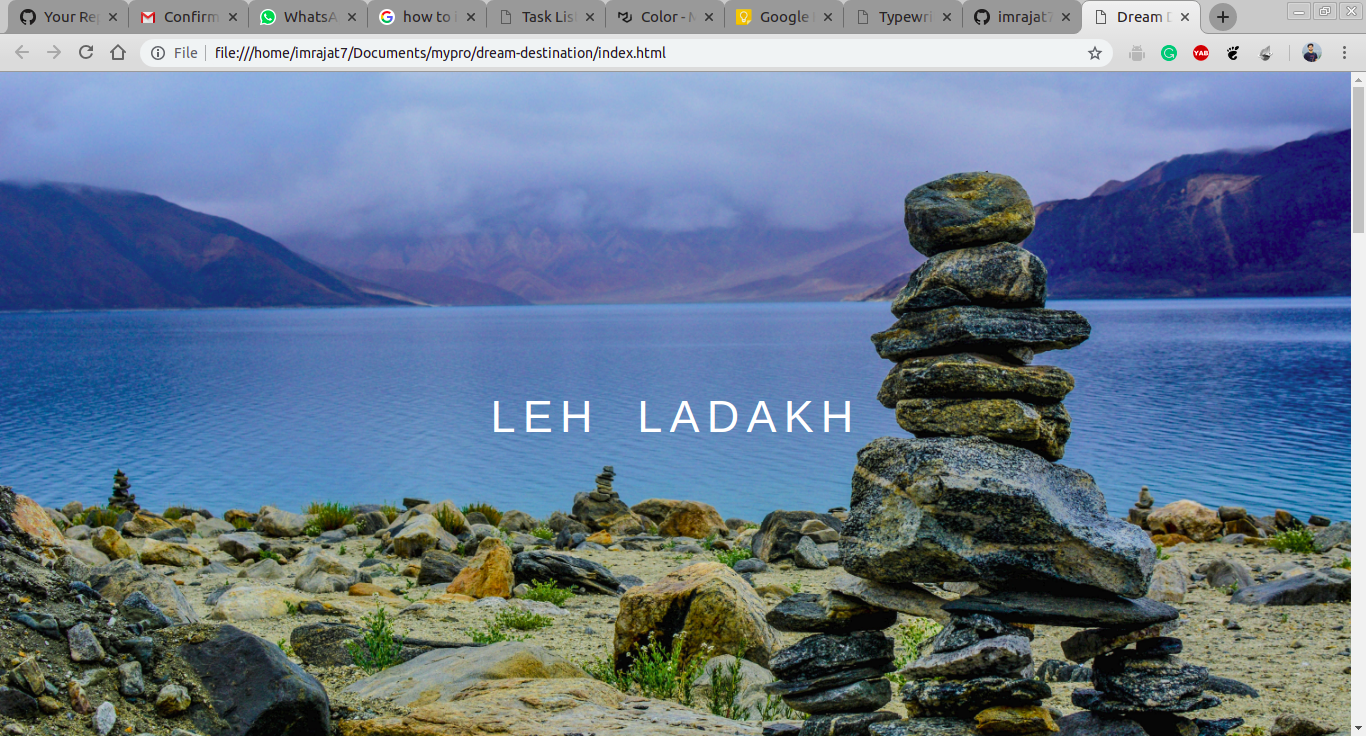 Your Re
Confirm
WhatsA
how to
Task List
Color - M
Google
Typewri
imrajat7
Dream D
File
file:///home/imrajat7/Documents/mypro/dream-destination/index.html
YAB
LEH LADAKH